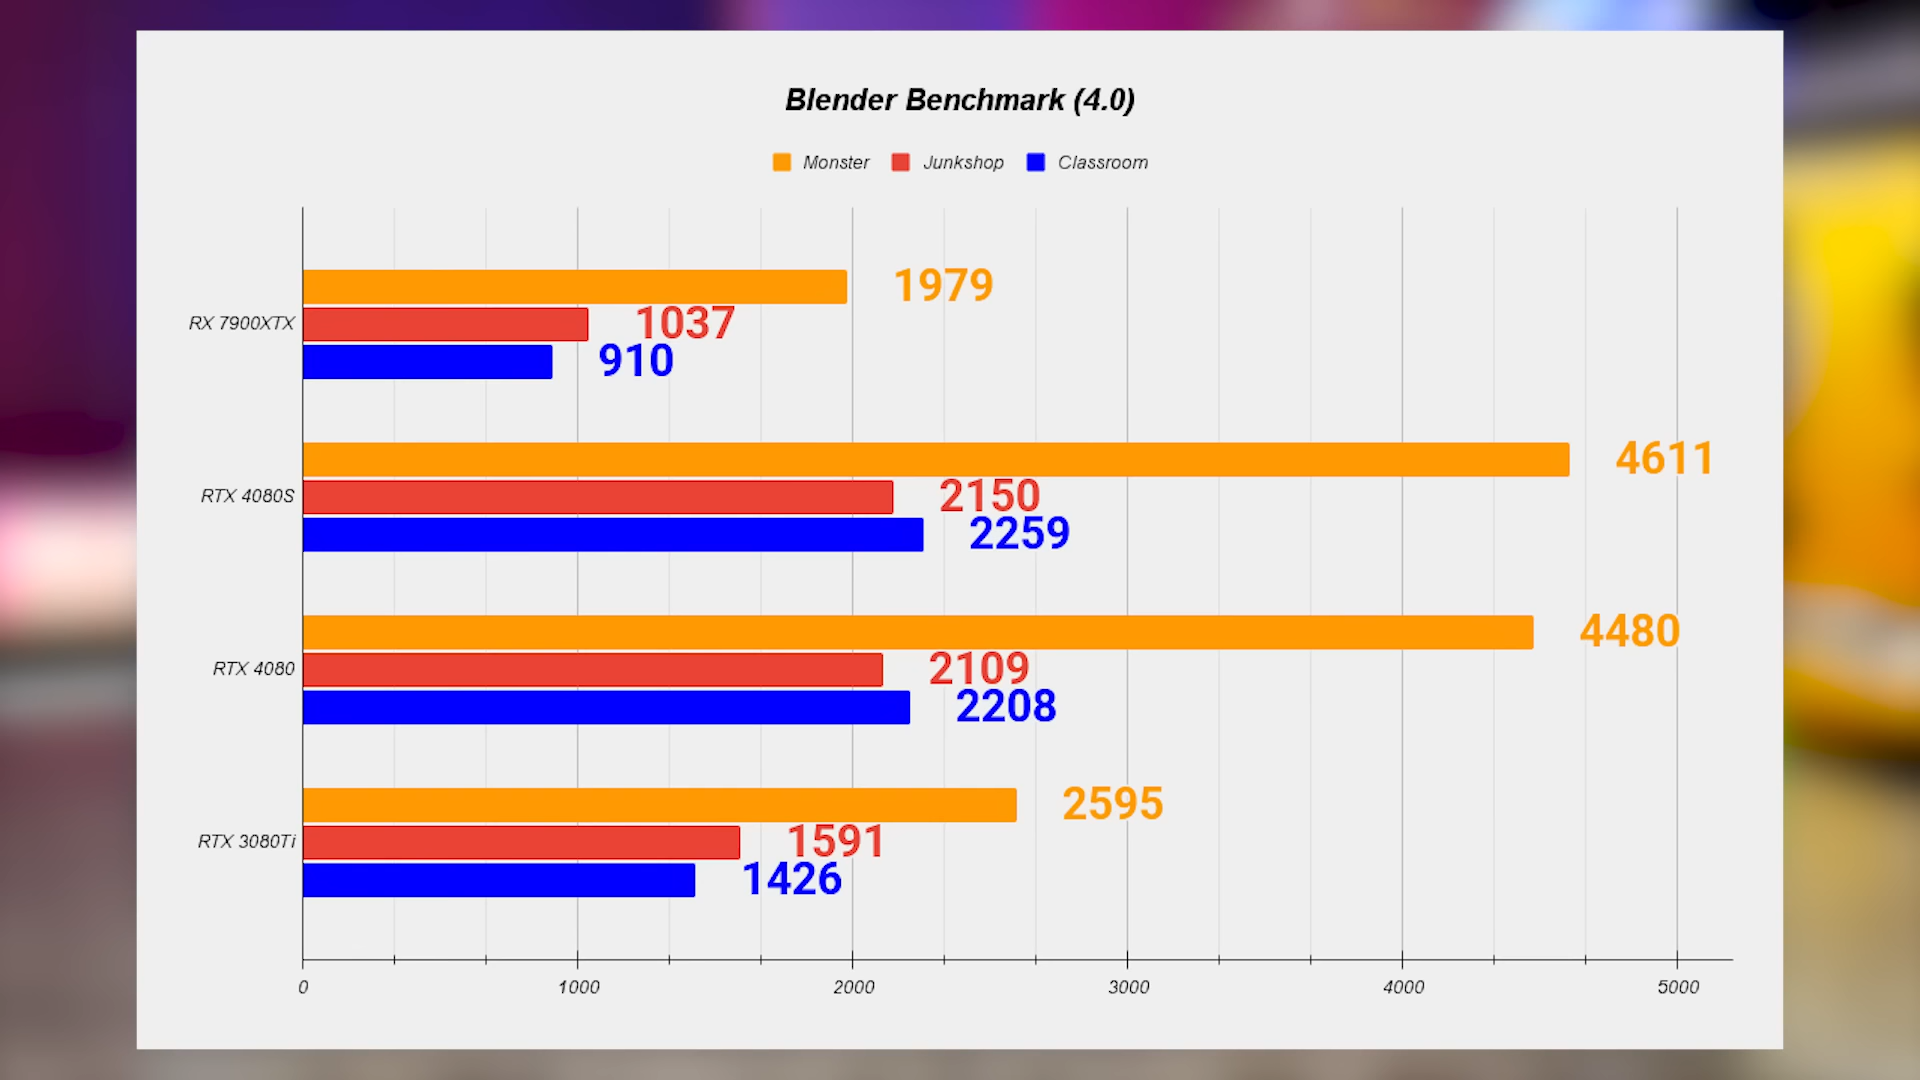 Blender Benchmark (4.0)
Monster Junkshop Classroom
1979
RX 7900XTX 1037
910
4611
RTX 4080S 2150
2259
4480
RTX 4080 2109
2208
2595
RTX 3080Ti 1591
1426
0 1000 2000 3000 4000 5000